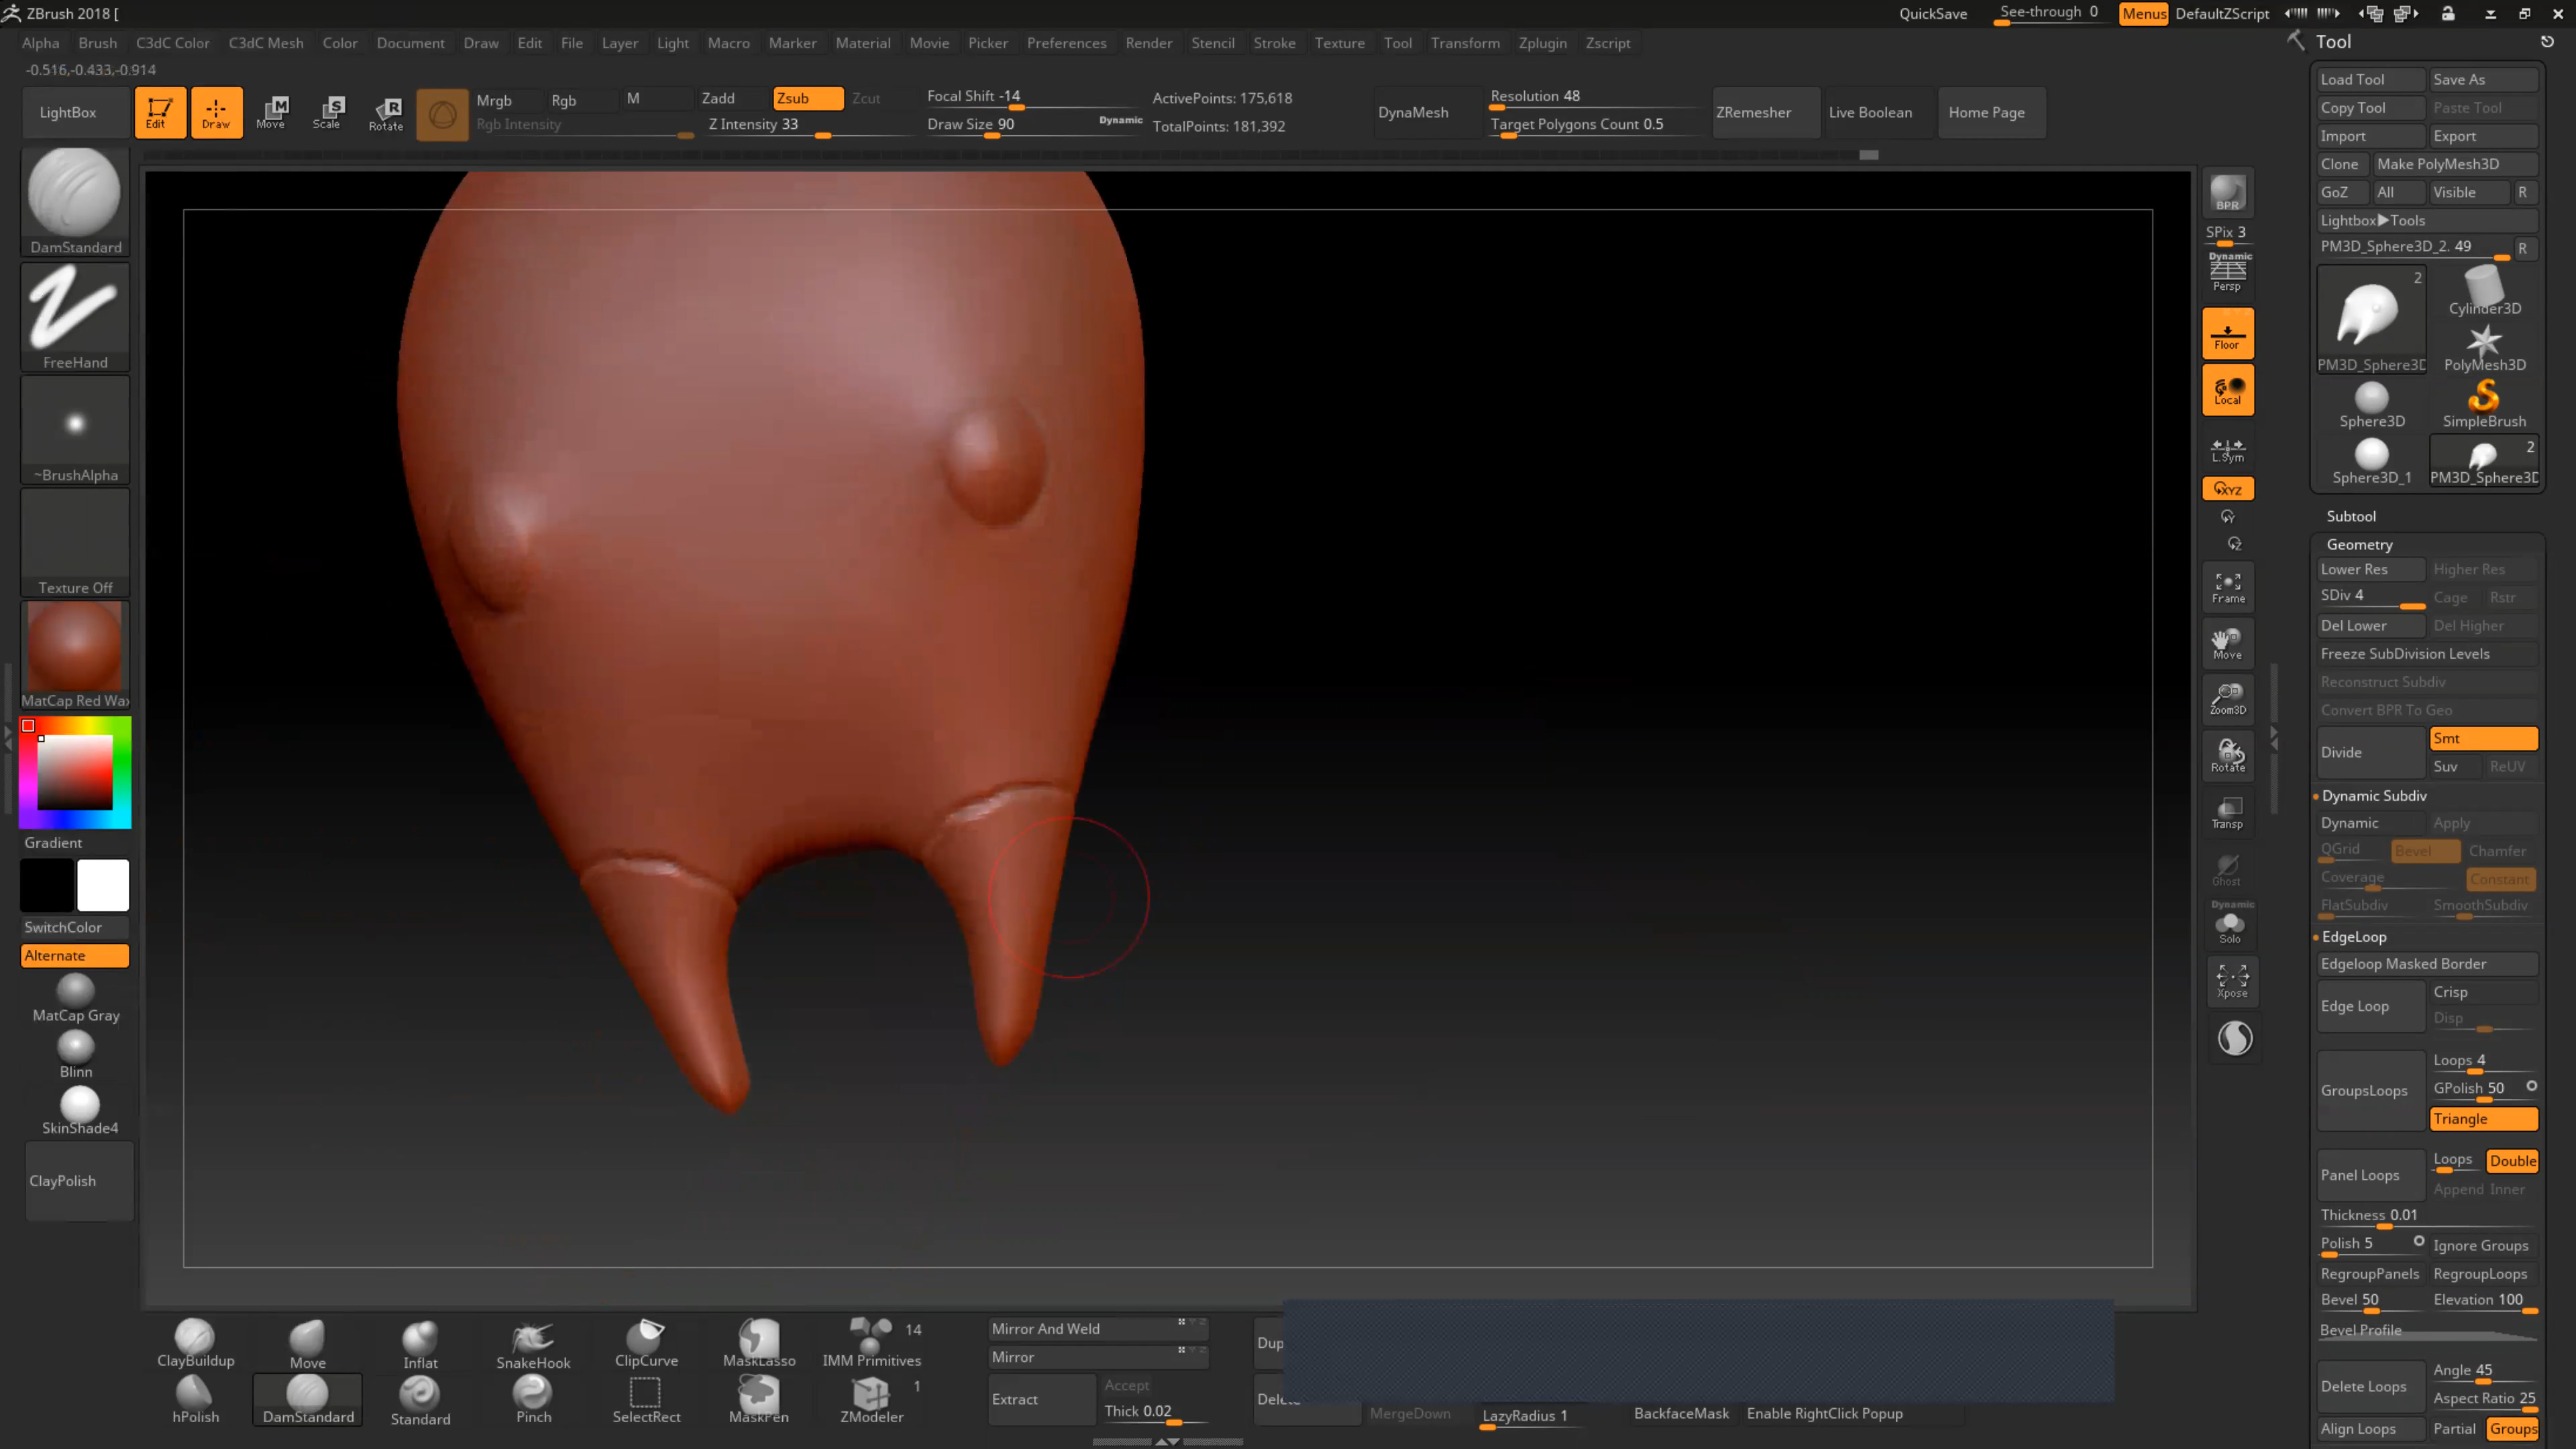 ZBrush 2018 [
QuickSave See-through 0 Menus DefaultZScript
Alpha Brush C3dC Color C3dC Mesh Color Document Draw Edit File Layer Light Macro Marker Material Movie Picker Preferences Render Stencil Stroke Texture Tool Transform Zplugin Zscript
-0.516,-0.433,-0.914
LightBox
Edit
Draw
Move
Scale
Rotate
Mrgb Rgb M
Rgb Intensity
Zadd Zsub Zcut
Z Intensity 33
Focal Shift -14
Draw Size 90 Dynamic
ActivePoints: 175,618
TotalPoints: 181,392
DynaMesh
Resolution 48
Target Polygons Count 0.5
ZRemesher
Live Boolean
Home Page
DamStandard
FreeHand
~BrushAlpha
Texture Off
MatCap Red Wax
Gradient
SwitchColor
Alternate
MatCap Gray
Blinn
SkinShade4
ClayPolish
BPR
SPix 3
Dynamic
Persp
Floor
Local
L.Sym
XYZ
Y
Z
Frame
Move
Zoom3D
Rotate
Transp
Ghost
Dynamic
Solo
Xpose
Tool
Load Tool Save As
Copy Tool Paste Tool
Import Export
Clone Make PolyMesh3D
GoZ All Visible R
Lightbox▶Tools
PM3D_Sphere3D_2. 49 R
2
PM3D_Sphere3D
Cylinder3D
PolyMesh3D
Sphere3D SimpleBrush
2
Sphere3D_1 PM3D_Sphere3D
Subtool
Geometry
Lower Res Higher Res
SDiv 4 Cage Rstr
Del Lower Del Higher
Freeze SubDivision Levels
Reconstruct Subdiv
Convert BPR To Geo
Divide Smt
Suv ReUV
Dynamic Subdiv
Dynamic Apply
QGrid Bevel Chamfer
Coverage Constant
FlatSubdiv SmoothSubdiv
EdgeLoop
Edgeloop Masked Border
Edge Loop Crisp
Disp
GroupsLoops
Loops 4
GPolish 50
Triangle
Panel Loops Loops Double
Append Inner
Thickness 0.01
Polish 5 Ignore Groups
RegroupPanels RegroupLoops
Bevel 50 Elevation 100
Bevel Profile
Delete Loops Angle 45
Aspect Ratio 25
Align Loops Partial Groups
ClayBuildup Move Inflat SnakeHook ClipCurve MaskLasso IMM Primitives 14
hPolish DamStandard Standard Pinch SelectRect MaskPen ZModeler 1
Mirror And Weld
Mirror
Extract Accept
Thick 0.02
Dup
Dele
MergeDown LazyRadius 1 BackfaceMask Enable RightClick Popup